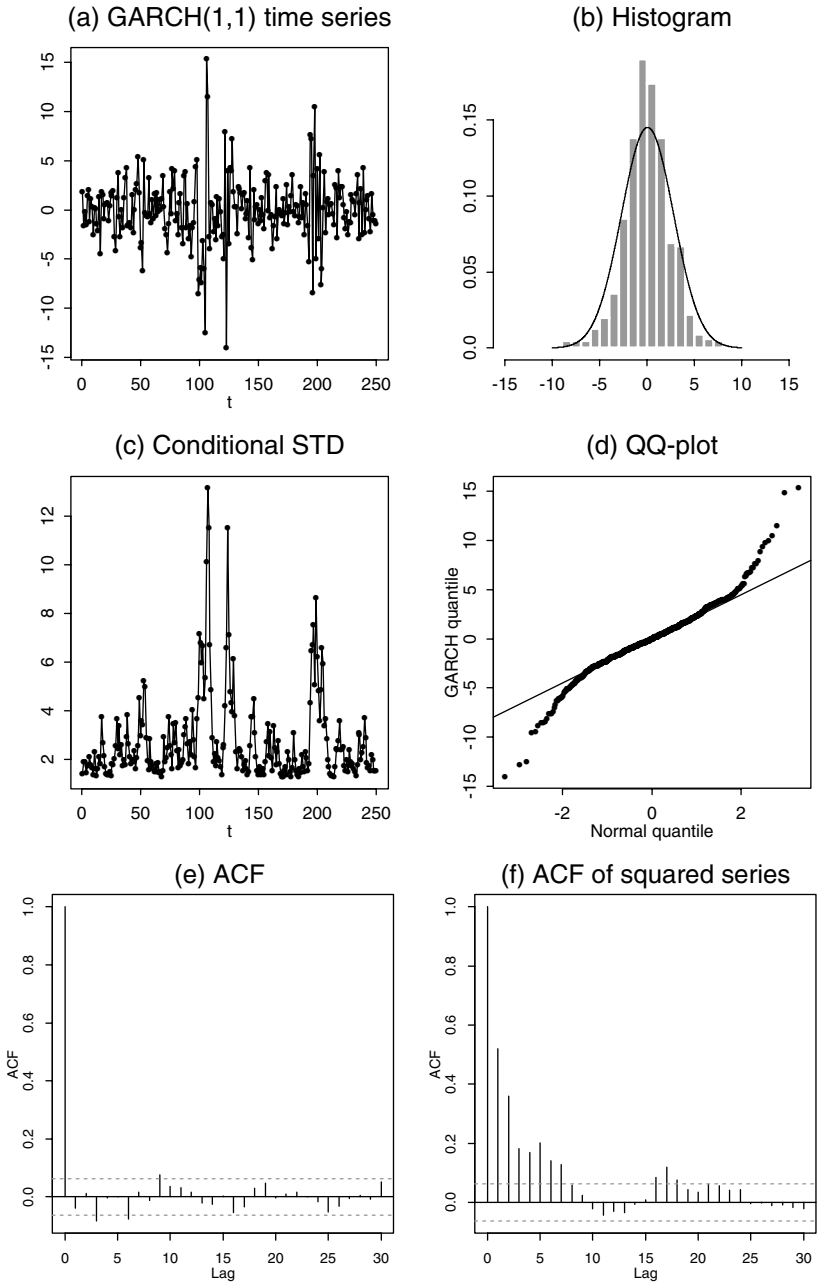 (a) GARCH(1,1) time series
15
10
5
0
-5
-10
-15
0 50 100 150 200 250
t
(b) Histogram
0.15
0.10
0.05
0.0
-15 -10 -5 0 5 10 15
(c) Conditional STD
12
10
8
6
4
2
0 50 100 150 200 250
t
(d) QQ-plot
GARCH quantile
15
10
5
0
-5
-10
-15
-2 0 2
Normal quantile
(e) ACF
ACF
1.0
0.8
0.6
0.4
0.2
0.0
0 5 10 15 20 25 30
Lag
(f) ACF of squared series
ACF
1.0
0.8
0.6
0.4
0.2
0.0
0 5 10 15 20 25 30
Lag